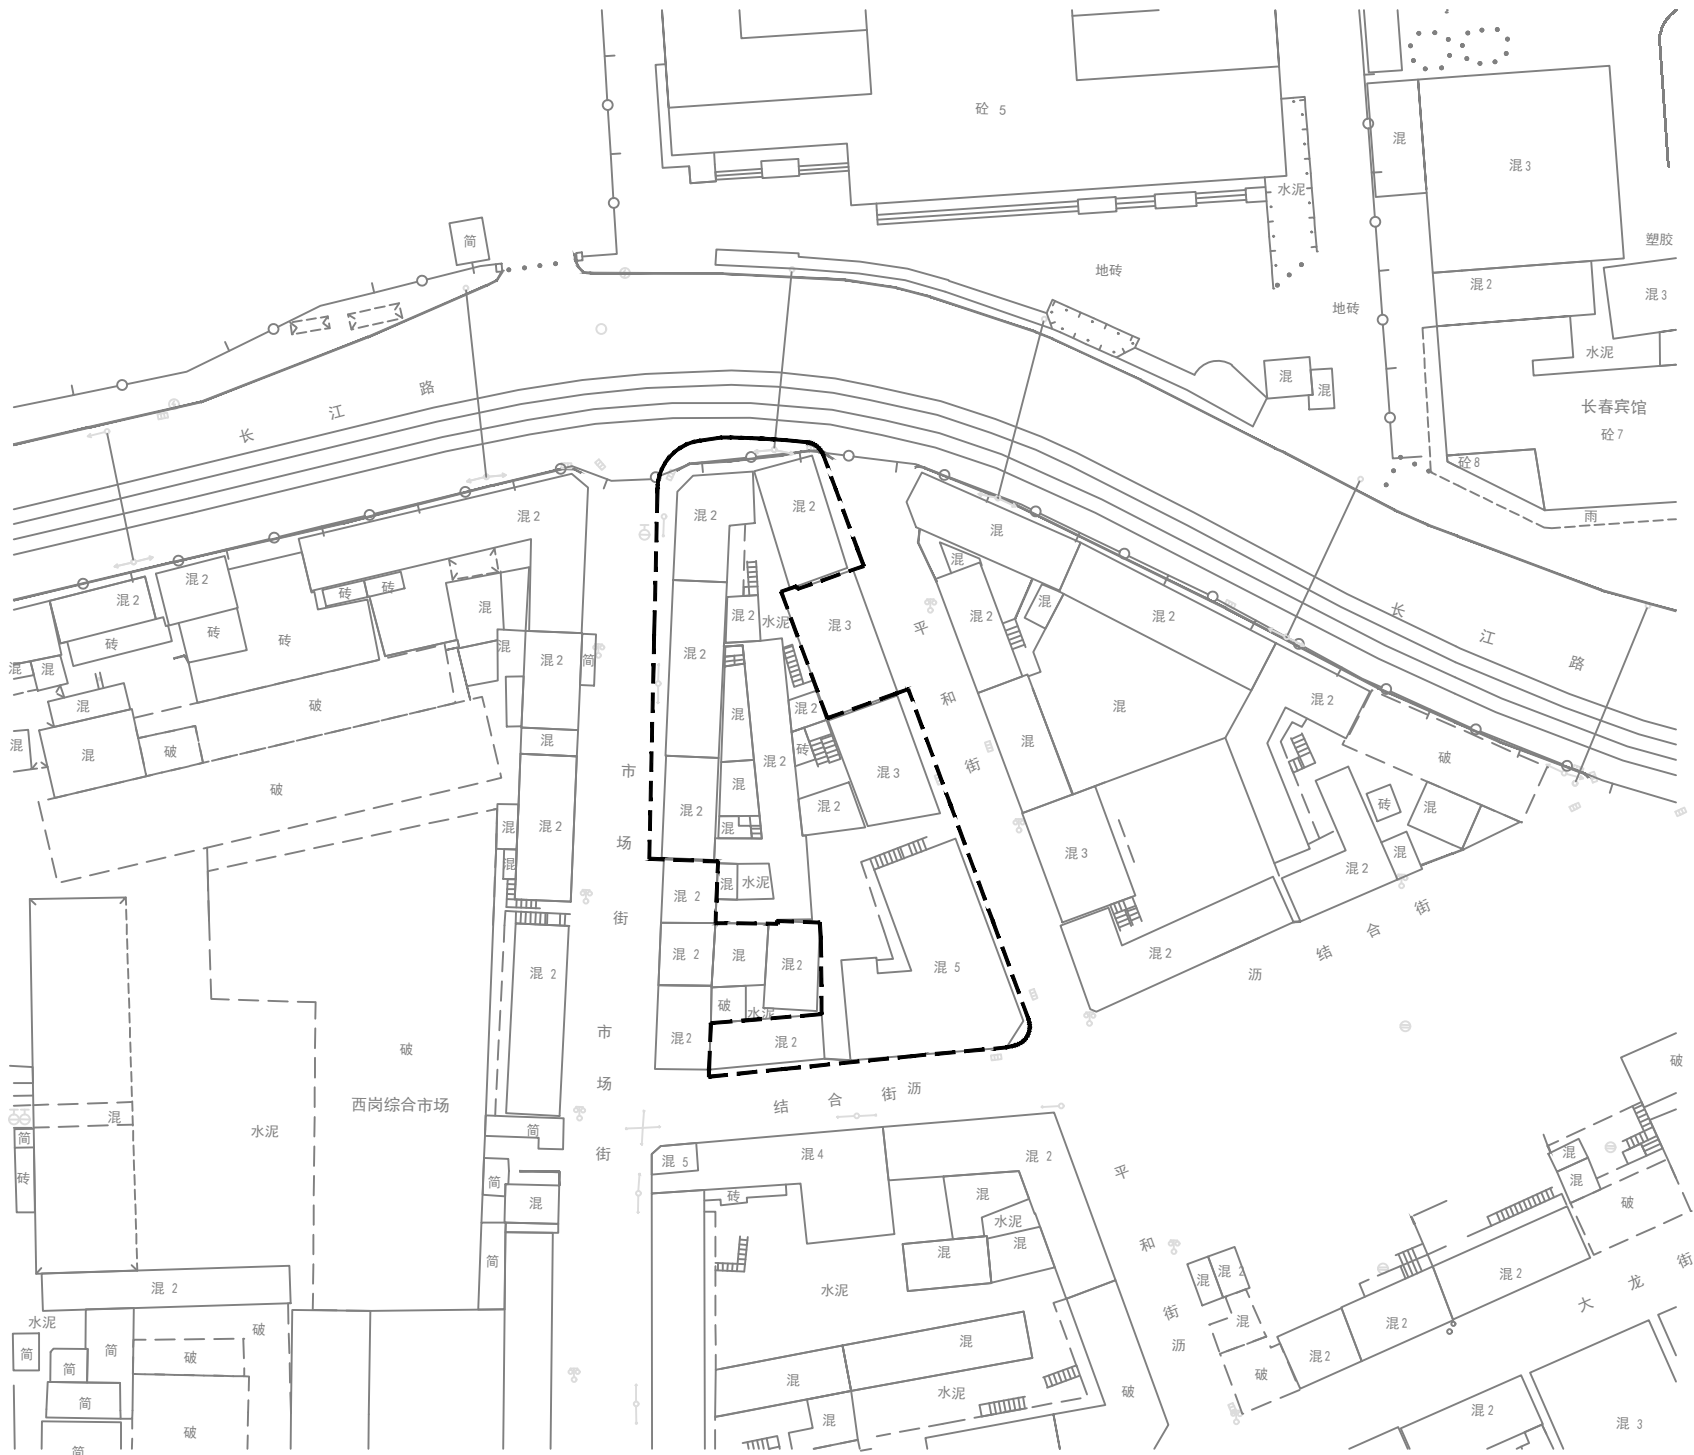 砼 5
混
混3
水泥
塑胶
简
地砖
混2
混3
地砖
水泥
混
混
路
江
长
长春宾馆
砼7
砼8
雨
混2
混2
混2
混
混2
混2
砖
砖
混
混2
水泥
混3
混
混2
混
混2
长
江
路
平
砖
砖
砖
混2
混
混
混
混2
简
混2
混
破
和
混
混2
混
混
混2
混2
混
破
混
混
街
砖
混2
混3
破
破
市
混
混2
砖
混
混
混2
混2
混
混2
场
混
混3
混
混2
混
混 2
混
水泥
街
街
合
结
沥
混 2
混 2
混
混2
混 5
混2
破
水泥
混2
混2
市
破
场
西岗综合市场
结 合 街 沥
混
水泥
简
简
街
混 5
混4
混 2
平
破
混
混
破
砖
简
混
砖
混
水泥
混
混
和
简
混 2
水泥
混
混 2
混2
大 龙 街
水泥
破
简
简
破
简
街
沥
混
混2
混2
混
混
水泥
破
破
混2
混 3
简
破
混
简